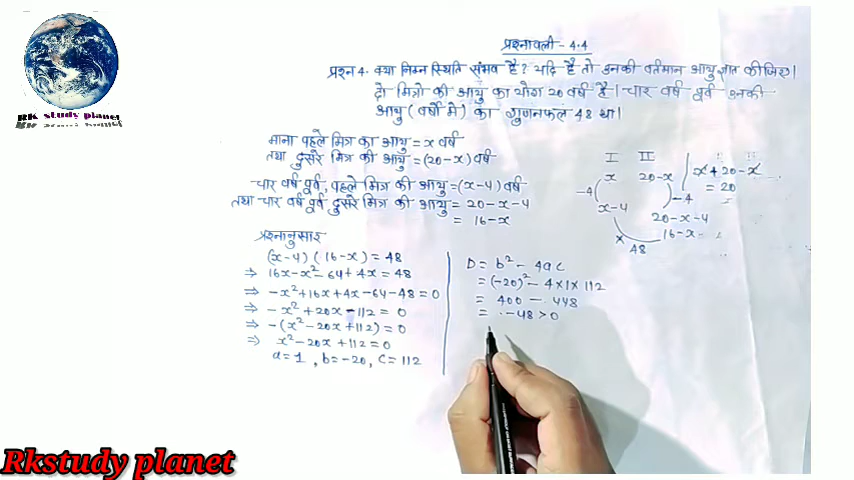 RK study planet
प्रश्नावली - 4.4
प्रश्न 4. क्या निम्न स्थिति संभव है? यदि है तो उनकी वर्तमान आयु ज्ञात कीजिए।
दो मित्रो की आयु का योग 20 वर्ष है। चार वर्ष पूर्व उनकी
आयु (वर्षो मे) का गुणनफल 48 था।
माना पहले मित्र का आयु = x वर्ष
तथा दुसरे मित्र की आयु = (20-x) वर्ष
चार वर्ष पूर्व, पहले मित्र की आयु = (x-4) वर्ष
तथा चार वर्ष पूर्व दुसरे मित्र की आयु = 20-x-4
= 16-x
I II
x 20-x
-4 -4
x-4
20-x-4
16-x
x
48
x+20-x
= 20
=
प्रश्नानुसार
(x-4)(16-x) = 48
⇒ 16x-x²-64+4x = 48
⇒ -x²+16x+4x-64-48 = 0
⇒ -x²+20x-112 = 0
⇒ -(x²-20x+112) = 0
⇒ x²-20x+112 = 0
a = 1, b = -20, c = 112
D = b² - 4ac
= (-20)² - 4×1×112
= 400 - 448
= -48 > 0
Rkstudy planet